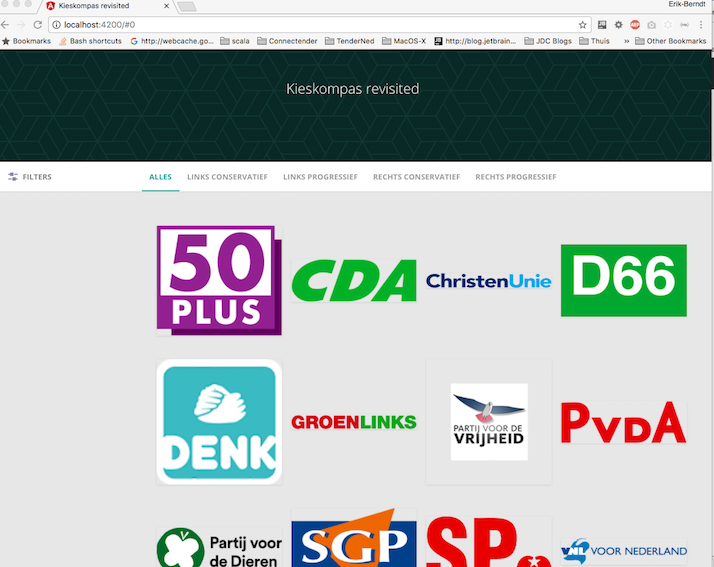 Erik-Berndt
Kieskompas revisited
localhost:4200/#0
Bookmarks Bash shortcuts http://webcache.go... scala Connectender TenderNed MacOS-X http://blog.jetbrain... JDC Blogs Thuis » Other Bookmarks
Kieskompas revisited
FILTERS ALLES LINKS CONSERVATIEF LINKS PROGRESSIEF RECHTS CONSERVATIEF RECHTS PROGRESSIEF
50
PLUS
CDA
ChristenUnie
D66
DENK
GROENLINKS
PARTIJ VOOR DE
VRIJHEID
PvdA
Partij voor
de Dieren
SGP
SP.
VNL VOOR NEDERLAND